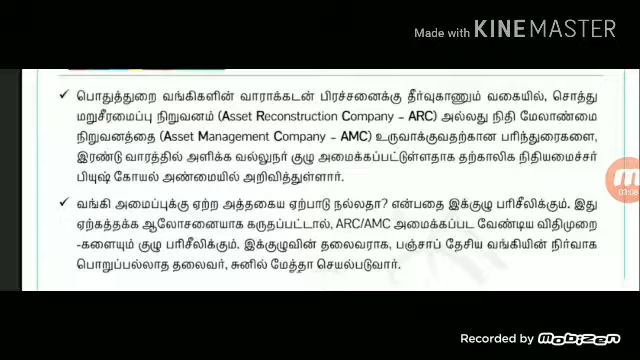 Made with KINEMASTER
✓ பொதுத்துறை வங்கிகளின் வாராக்கடன் பிரச்சனைக்கு தீர்வுகாணும் வகையில், சொத்து
மறுசீரமைப்பு நிறுவனம் (Asset Reconstruction Company – ARC) அல்லது நிதி மேலாண்மை
நிறுவனத்தை (Asset Management Company – AMC) உருவாக்குவதற்கான பரிந்துரைகளை,
இரண்டு வாரத்தில் அளிக்க வல்லுநர் குழு அமைக்கப்பட்டுள்ளதாக தற்காலிக நிதியமைச்சர்
பியுஷ் கோயல் அண்மையில் அறிவித்துள்ளார்.
✓ வங்கி அமைப்புக்கு ஏற்ற அத்தகைய ஏற்பாடு நல்லதா? என்பதை இக்குழு பரிசீலிக்கும். இது
ஏற்கத்தக்க ஆலோசனையாக கருதப்பட்டால், ARC/AMC அமைக்கப்பட வேண்டிய விதிமுறை
-களையும் குழு பரிசீலிக்கும். இக்குழுவின் தலைவராக, பஞ்சாப் தேசிய வங்கியின் நிர்வாக
பொறுப்பல்லாத தலைவர், சுனில் மேத்தா செயல்படுவார்.
M
03:08
Recorded by MOBIZEN